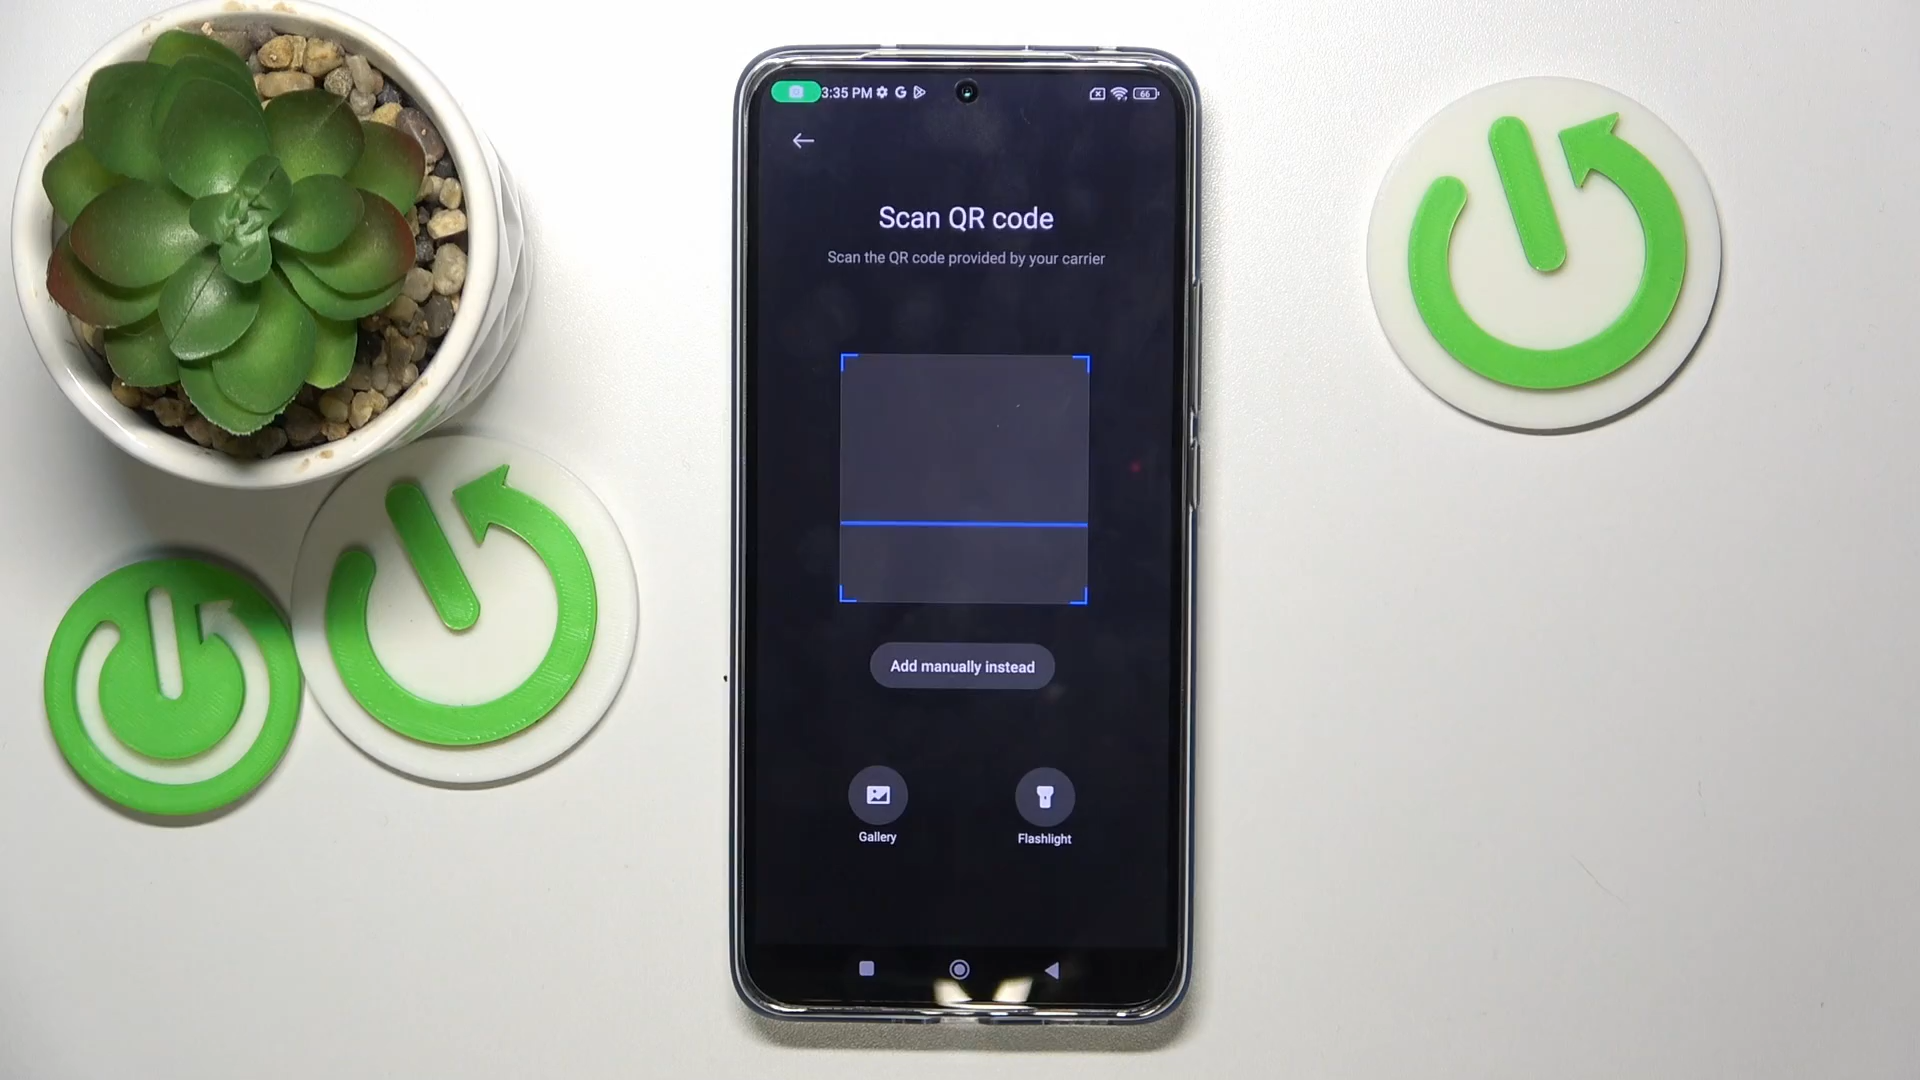 3:35 PM
66
Scan QR code
Scan the QR code provided by your carrier
Add manually instead
Gallery
Flashlight